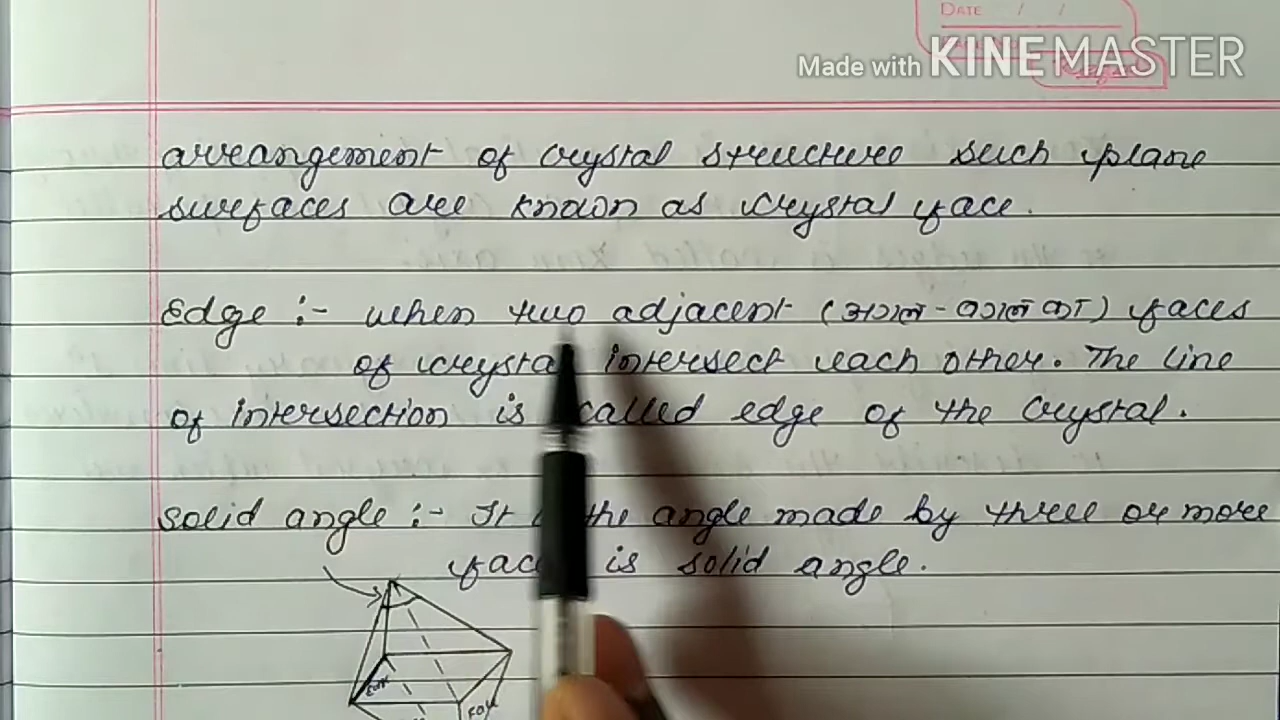 DATE / /
Made with KINEMASTER
arrangement of crystal structure such plane
surfaces are known as crystal face.
Edge :- when two adjacent (अगल-बगल का) faces
of crystal intersect each other. The line
of intersection is called edge of the crystal.
Solid angle :- It the angle made by three or more
is solid angle.